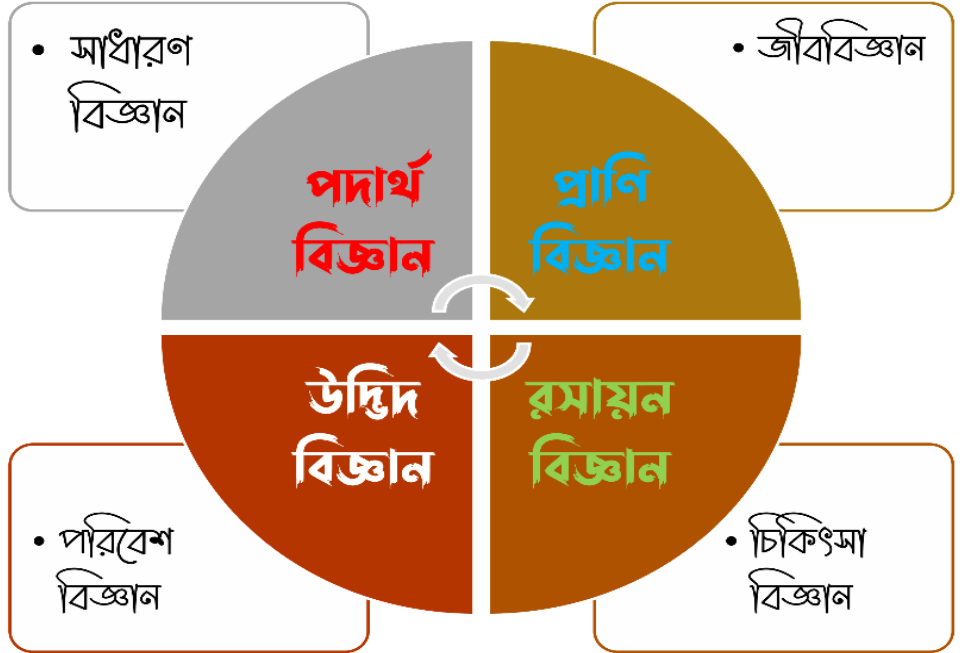 • সাধারণ
বিজ্ঞান
• জীববিজ্ঞান
পদার্থ
বিজ্ঞান
প্রাণি
বিজ্ঞান
উদ্ভিদ
বিজ্ঞান
রসায়ন
বিজ্ঞান
• পরিবেশ
বিজ্ঞান
• চিকিৎসা
বিজ্ঞান